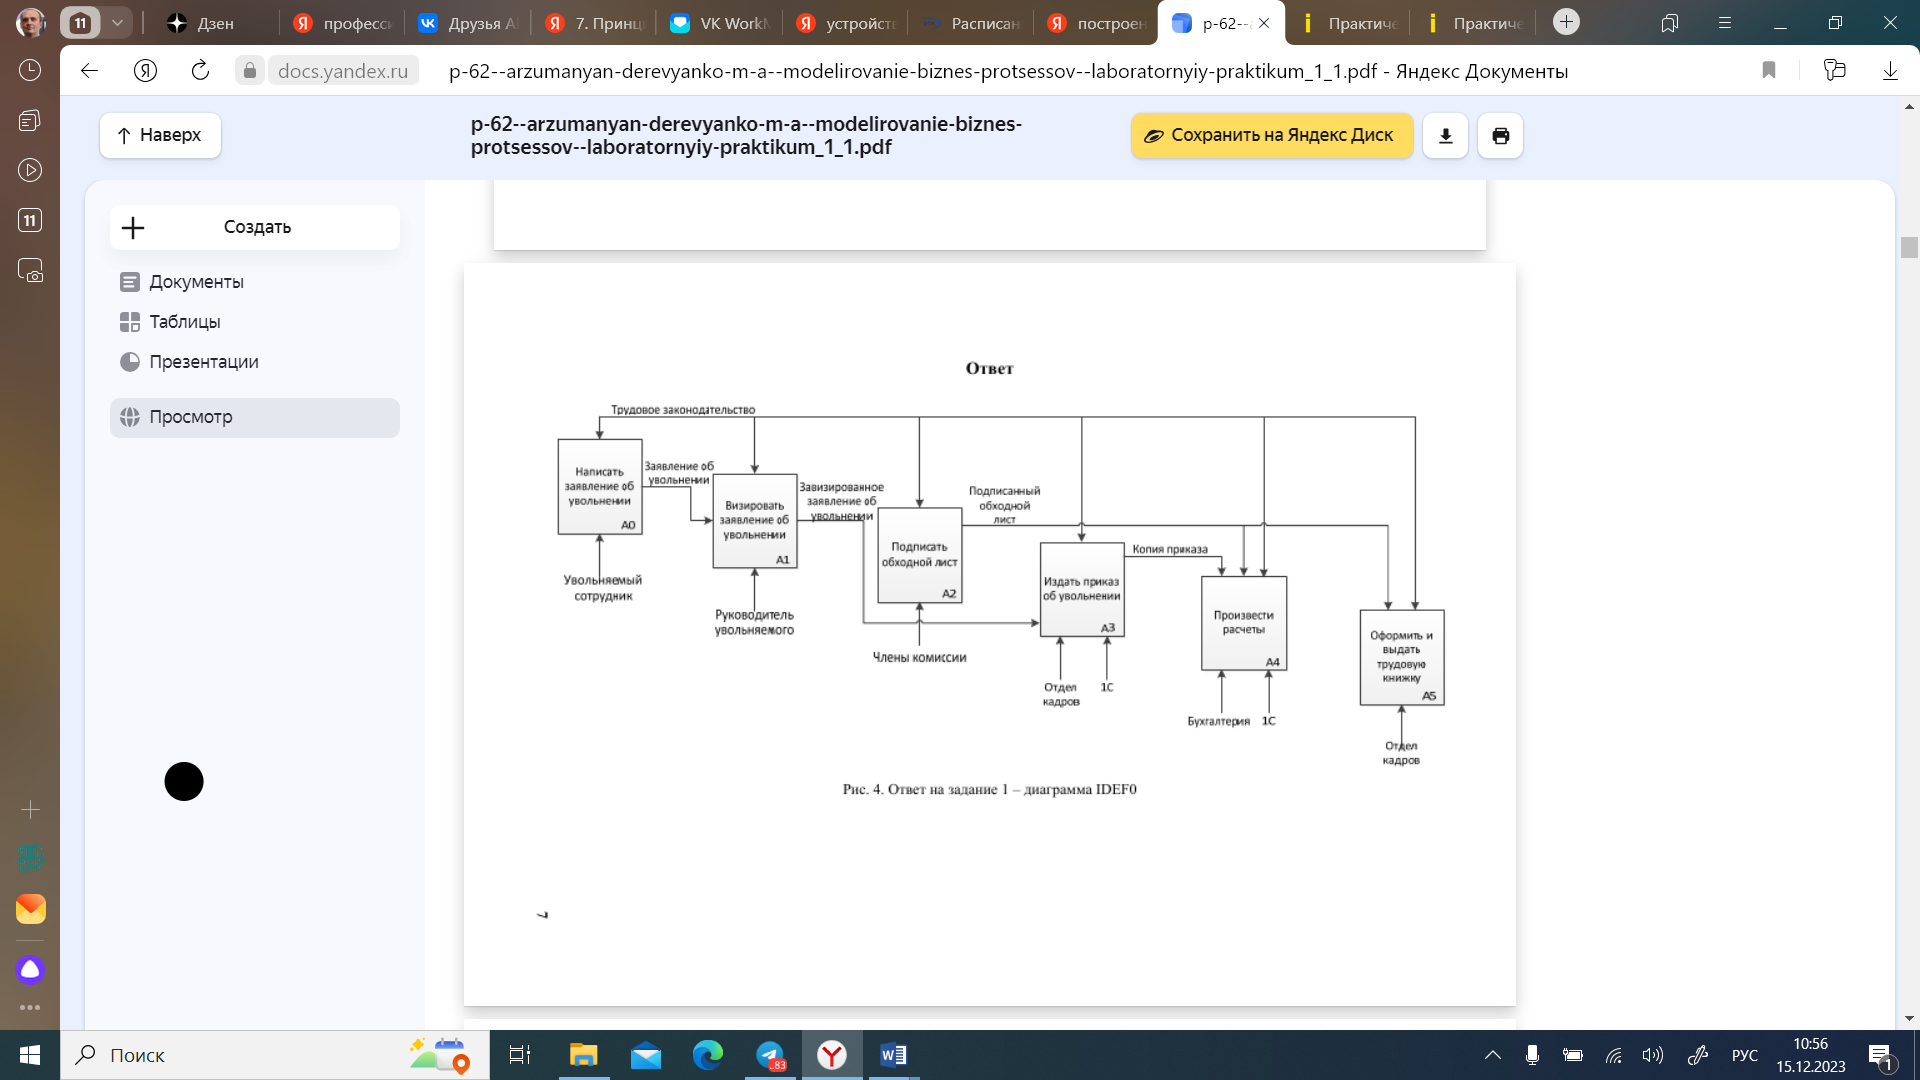 11
Дзен
професси
Друзья А
7. Принц
VK Work
устройст
Расписан
построен
p-62--a
Практиче
Практиче
docs.yandex.ru
p-62--arzumanyan-derevyanko-m-a--modelirovanie-biznes-protsessov--laboratornyiy-praktikum_1_1.pdf - Яндекс Документы
Наверх
p-62--arzumanyan-derevyanko-m-a--modelirovanie-biznes-
protsessov--laboratornyiy-praktikum_1_1.pdf
Сохранить на Яндекс Диск
11
Создать
Документы
Таблицы
Презентации
Просмотр
Ответ
Трудовое законодательство
Написать
заявление об
увольнении
A0
Заявление об
увольнении
Увольняемый
сотрудник
Визировать
заявление об
увольнении
A1
Завизированное
заявление об
увольнении
Руководитель
увольняемого
Подписать
обходной лист
A2
Подписанный
обходной
лист
Члены комиссии
Издать приказ
об увольнении
A3
Копия приказа
Отдел
кадров
1С
Произвести
расчеты
A4
Бухгалтерия
1С
Оформить и
выдать
трудовую
книжку
A5
Отдел
кадров
Рис. 4. Ответ на задание 1 – диаграмма IDEF0
7
Поиск
..83
РУС
10:56
15.12.2023
1